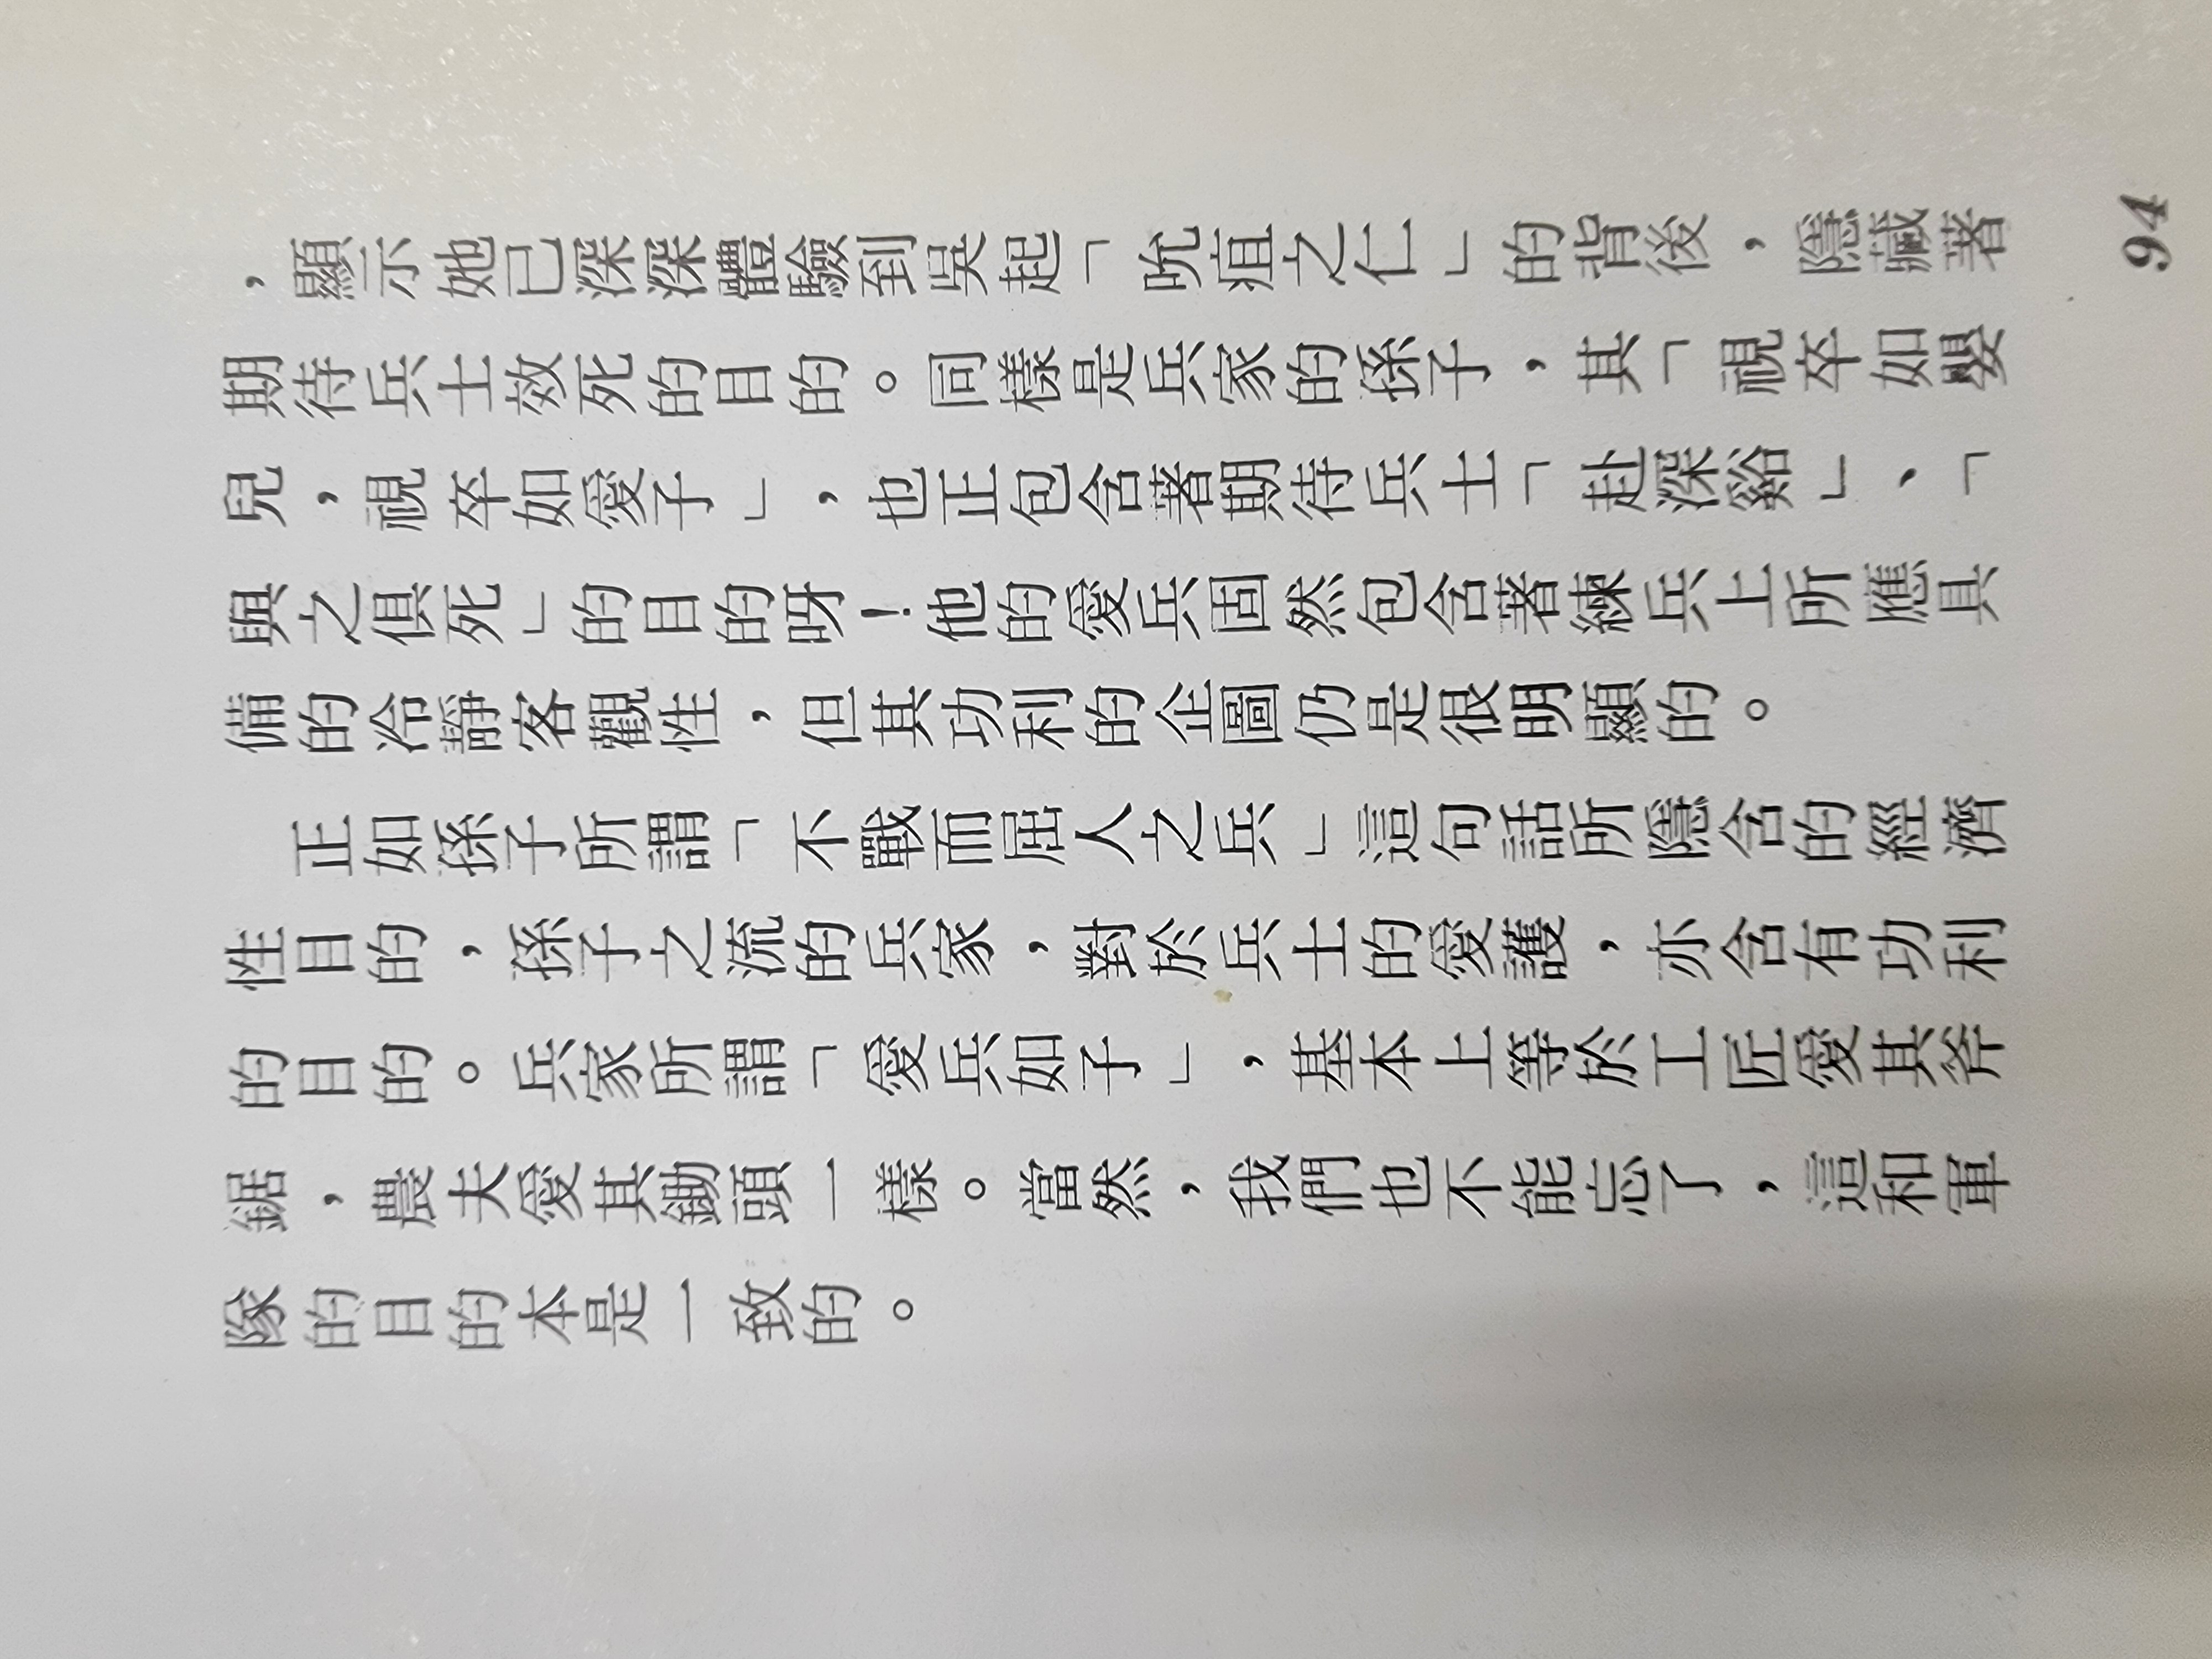 ，顯示她已深深體驗到吳起「吮疽之仁」的背後，隱藏著
期待兵士效死的目的。同樣是兵家的孫子，其「視卒如嬰
兒，視卒如愛子」，也正包含著期待兵士「赴深谿」、「
與之俱死」的目的呀！他的愛兵固然包含著練兵上所應具
備的冷靜客觀性，但其功利的企圖仍是很明顯的。
正如孫子所謂「不戰而屈人之兵」這句話所隱含的經濟
性目的，孫子之流的兵家，對於兵士的愛護，亦含有功利
的目的。兵家所謂「愛兵如子」，基本上等於工匠愛其斧
鋸，農夫愛其鋤頭一樣。當然，我們也不能忘了，這和軍
隊的目的本是一致的。
94